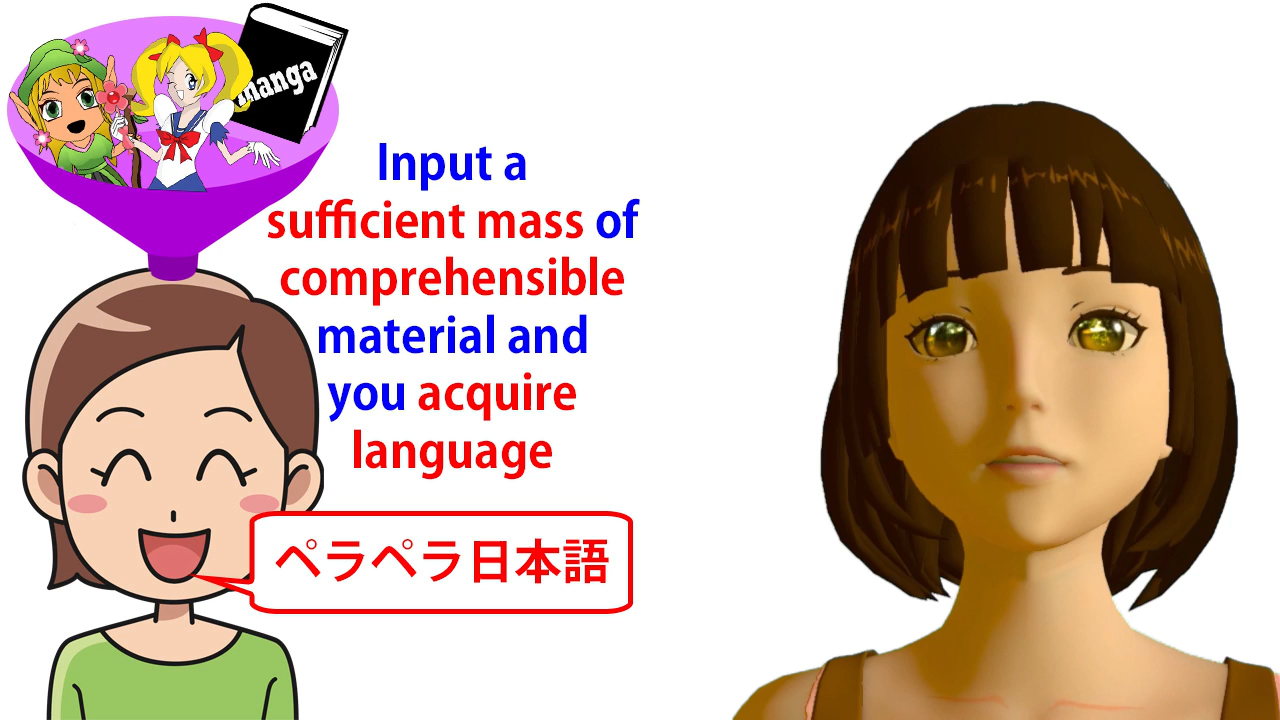 manga
Input a
sufficient mass of
comprehensible
material and
you acquire
language
ペラペラ日本語